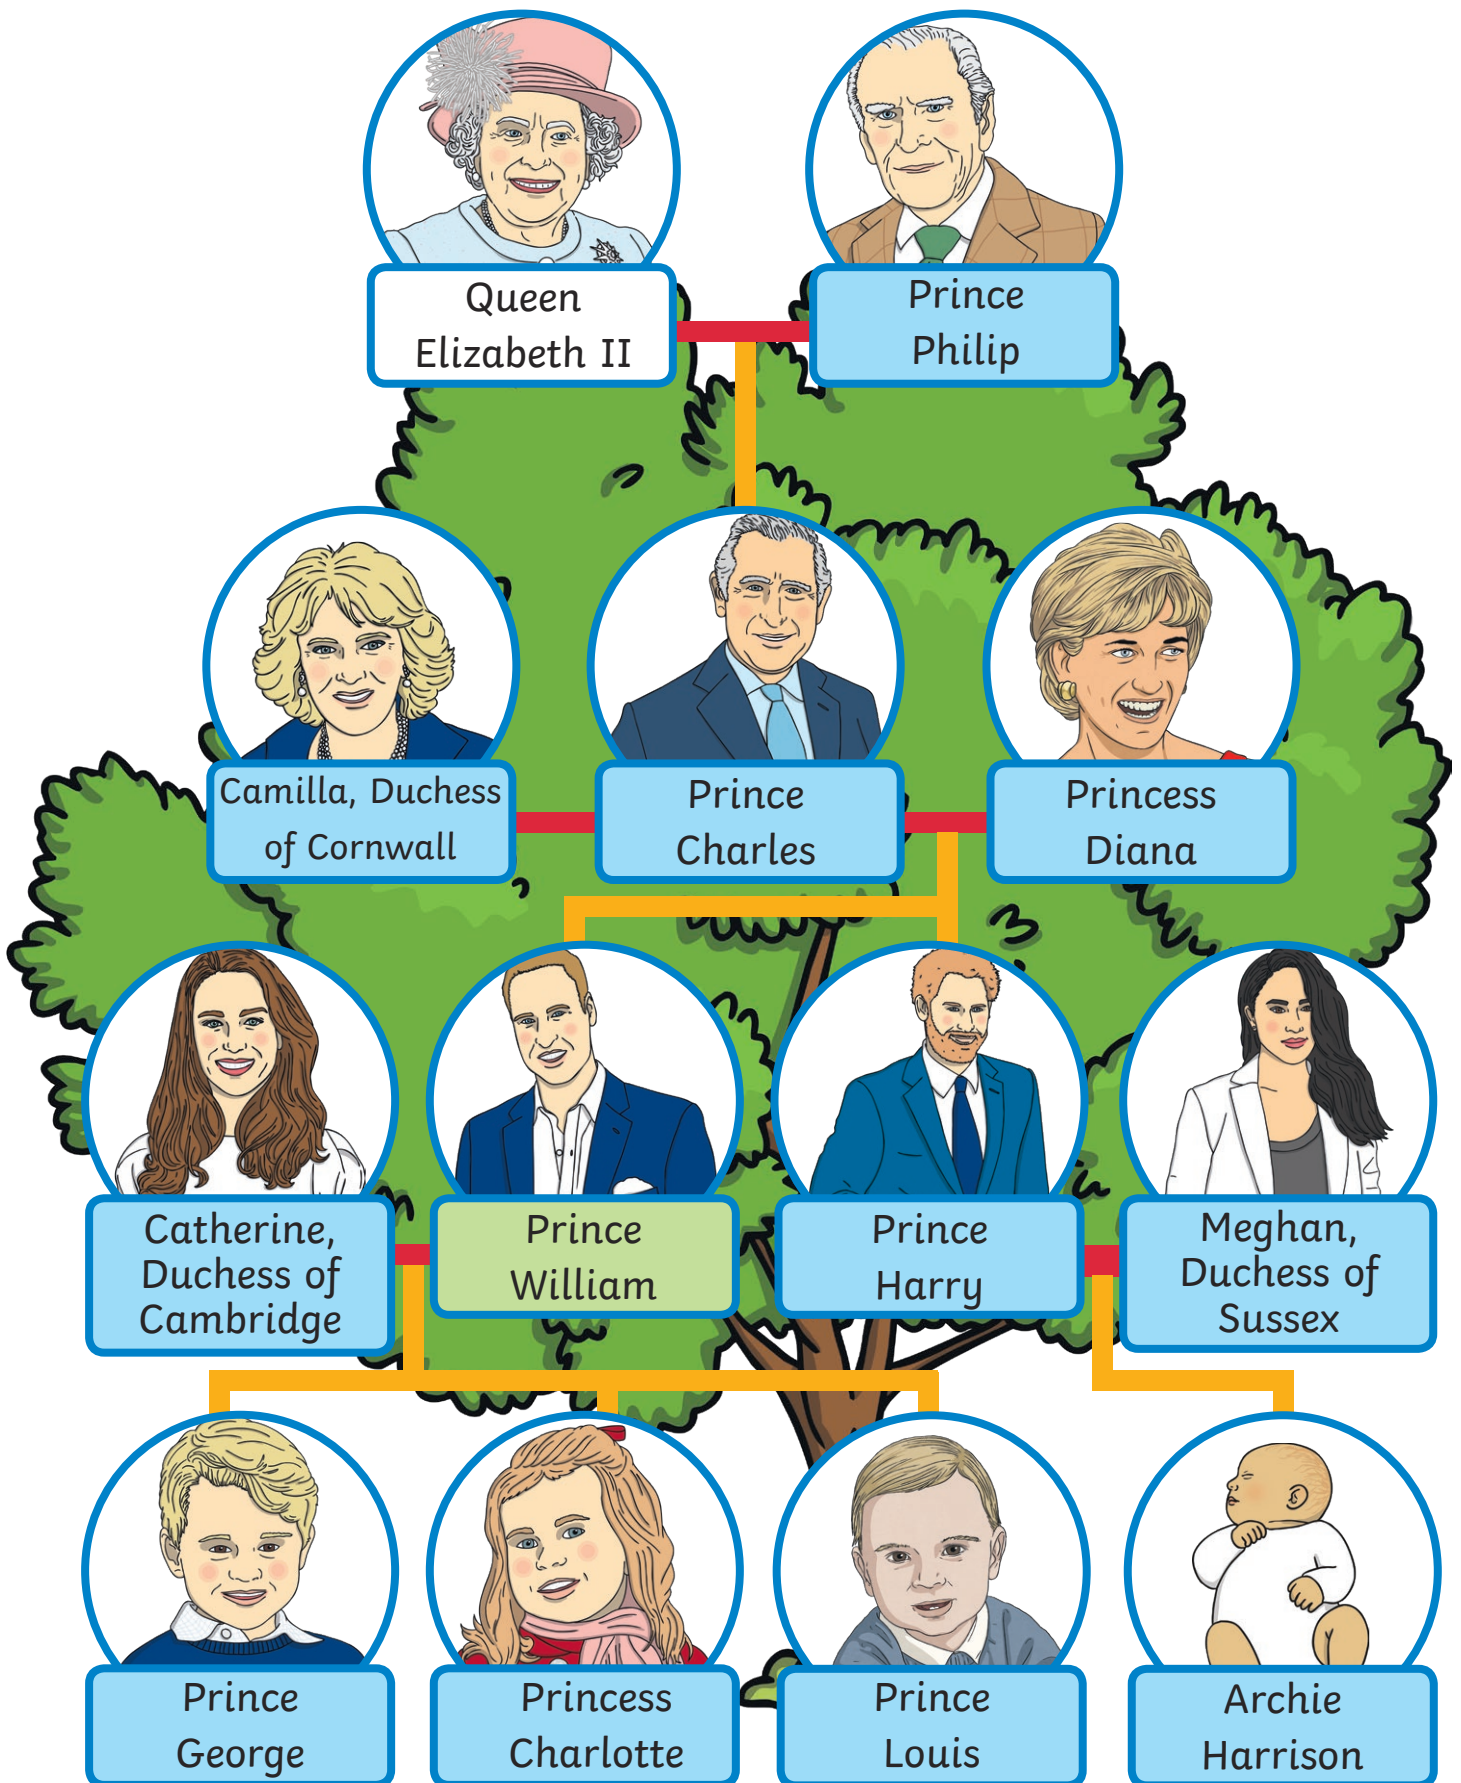 Queen
Elizabeth II
Prince
Philip
Camilla, Duchess
of Cornwall
Prince
Charles
Princess
Diana
Catherine,
Duchess of
Cambridge
Prince
William
Prince
Harry
Meghan,
Duchess of
Sussex
Prince
George
Princess
Charlotte
Prince
Louis
Archie
Harrison